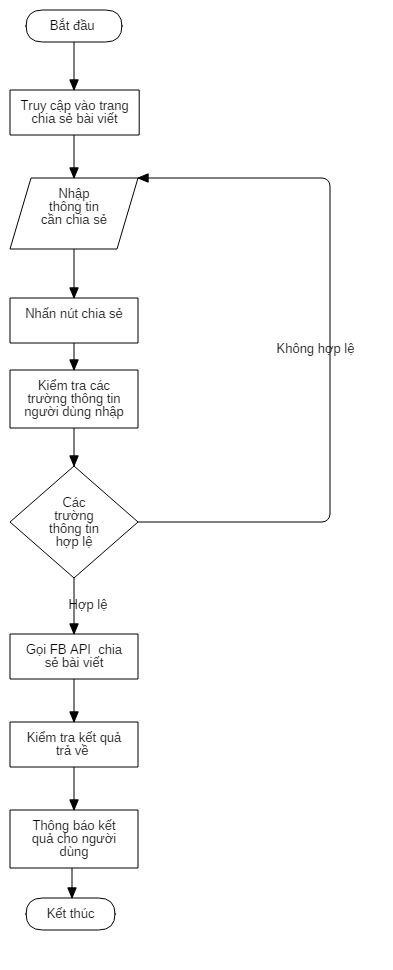 Bắt đầu
Truy cập vào trang
chia sẻ bài viết
Nhập
thông tin
cần chia sẻ
Nhấn nút chia sẻ
Không hợp lệ
Kiểm tra các
trường thông tin
người dùng nhập
Các
trường
thông tin
hợp lệ
Hợp lệ
Gọi FB API chia
sẻ bài viết
Kiểm tra kết quả
trả về
Thông báo kết
quả cho người
dùng
Kết thúc